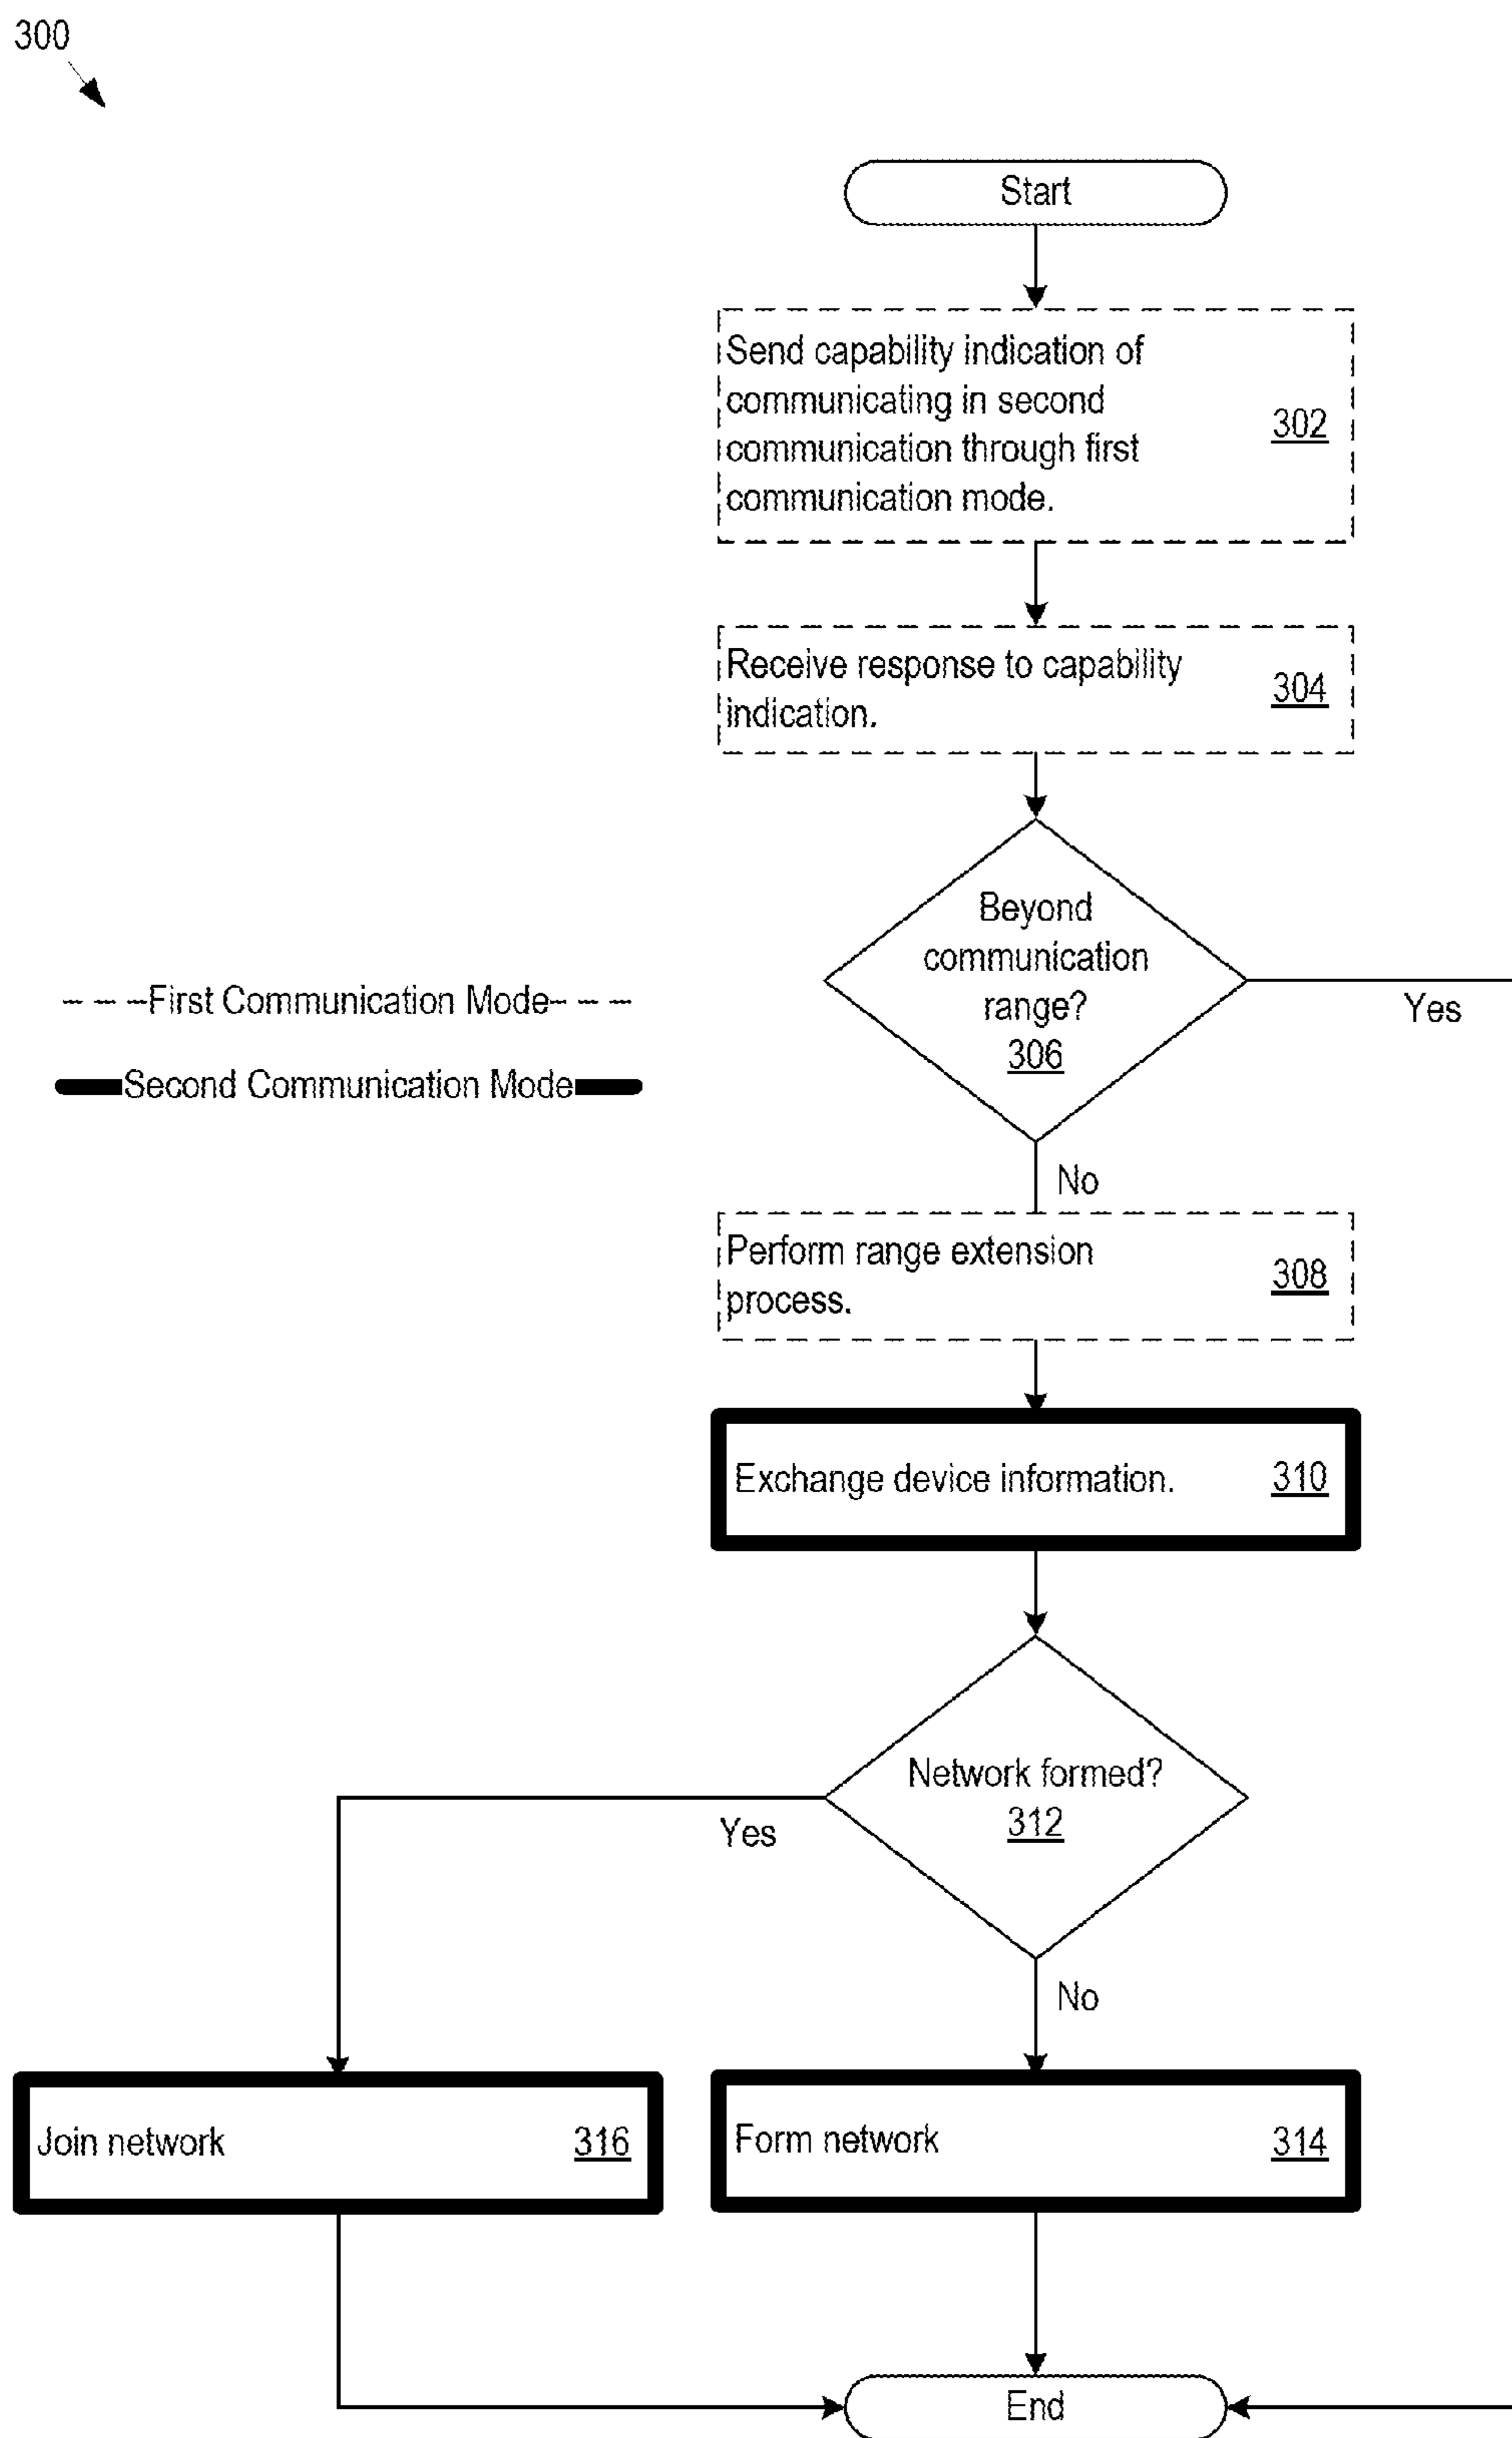 300
Start
Send capability indication of
communicating in second
communication through first
communication mode.
302
Receive response to capability
indication.
304
Beyond
communication
range?
306
Yes
No
First Communication Mode
Second Communication Mode
Perform range extension
process.
308
Exchange device information.
310
Network formed?
312
Yes
No
Join network
316
Form network
314
End